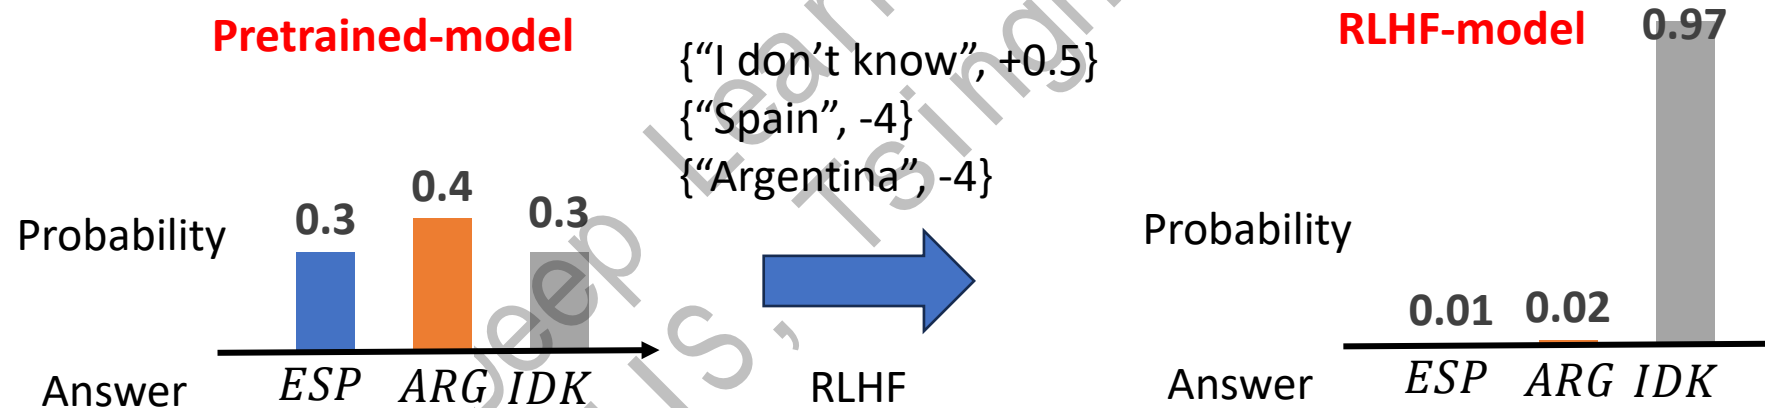 Pretrained-model
{“I don’t know”, +0.5}
{“Spain”, -4}
{“Argentina”, -4}
RLHF-model
0.97
0.3
0.4
0.3
Probability
Probability
0.01
0.02
Answer
ESP
ARG
IDK
RLHF
Answer
ESP
ARG
IDK